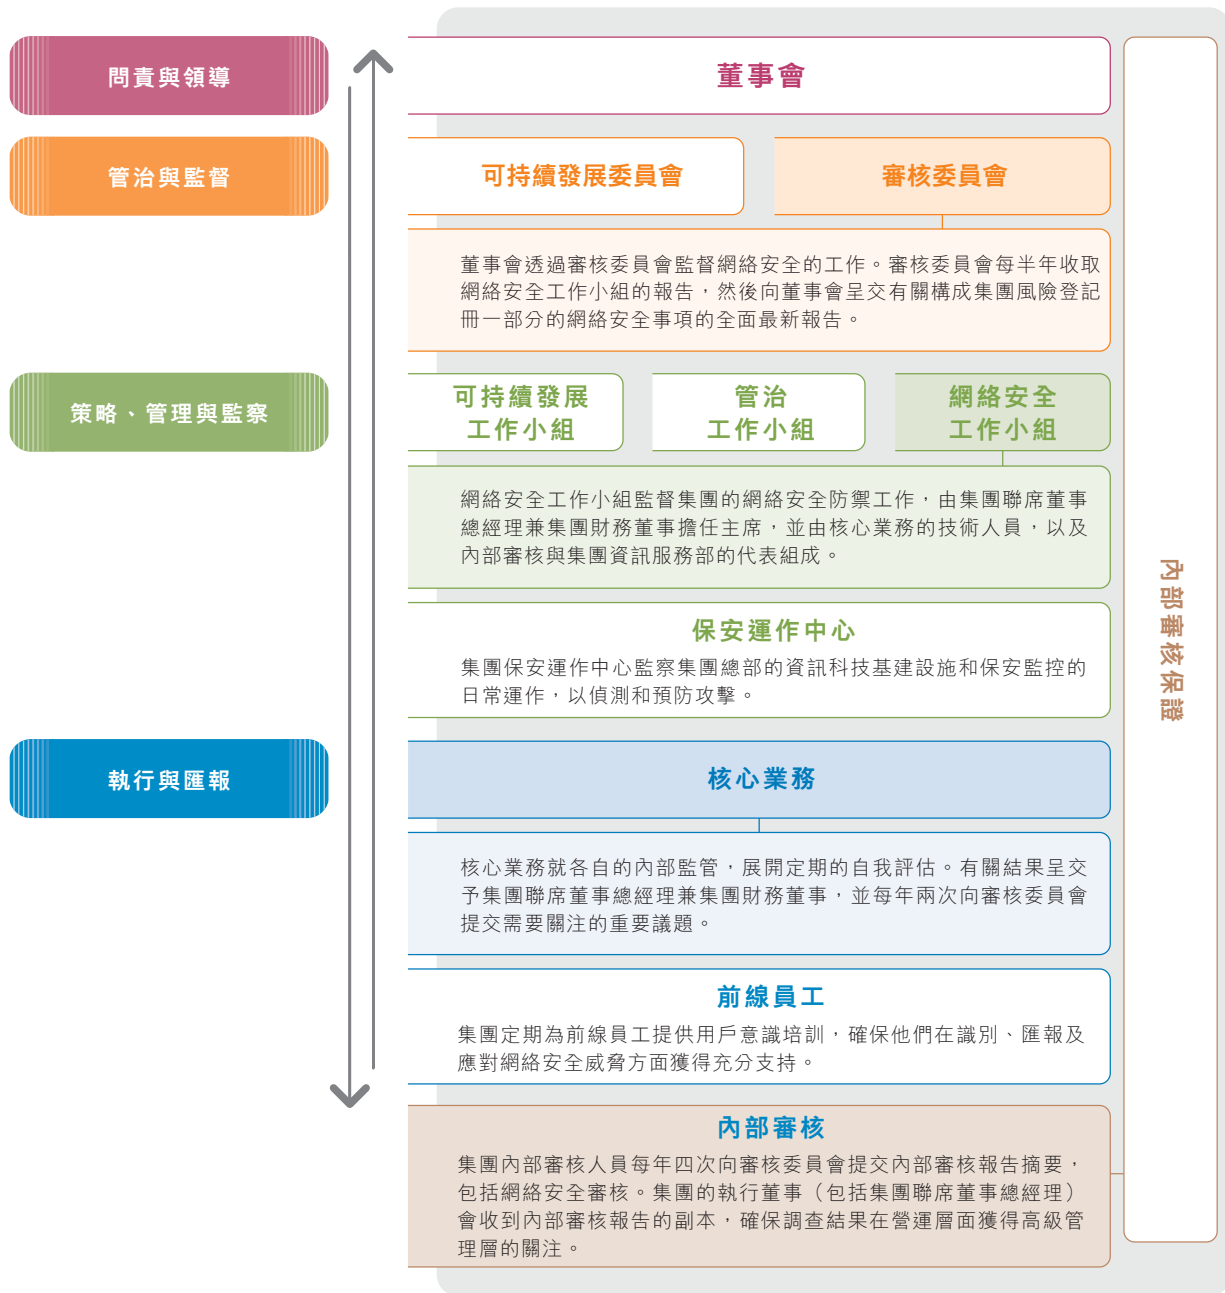 問責與領導
董事會
管治與監督
可持續發展委員會
審核委員會
董事會透過審核委員會監督網絡安全的工作。審核委員會每半年收取
網絡安全工作小組的報告，然後向董事會呈交有關構成集團風險登記
冊一部分的網絡安全事項的全面最新報告。
策略、管理與監察
可持續發展
工作小組
管治
工作小組
網絡安全
工作小組
網絡安全工作小組監督集團的網絡安全防禦工作，由集團聯席董事
總經理兼集團財務董事擔任主席，並由核心業務的技術人員，以及
內部審核與集團資訊服務部的代表組成。
保安運作中心
集團保安運作中心監察集團總部的資訊科技基建設施和保安監控的
日常運作，以偵測和預防攻擊。
執行與匯報
核心業務
核心業務就各自的內部監管，展開定期的自我評估。有關結果呈交
予集團聯席董事總經理兼集團財務董事，並每年兩次向審核委員會
提交需要關注的重要議題。
前線員工
集團定期為前線員工提供用戶意識培訓，確保他們在識別、匯報及
應對網絡安全威脅方面獲得充分支持。
內部審核
集團內部審核人員每年四次向審核委員會提交內部審核報告摘要，
包括網絡安全審核。集團的執行董事（包括集團聯席董事總經理）
會收到內部審核報告的副本，確保調查結果在營運層面獲得高級管
理層的關注。
內部審核保證